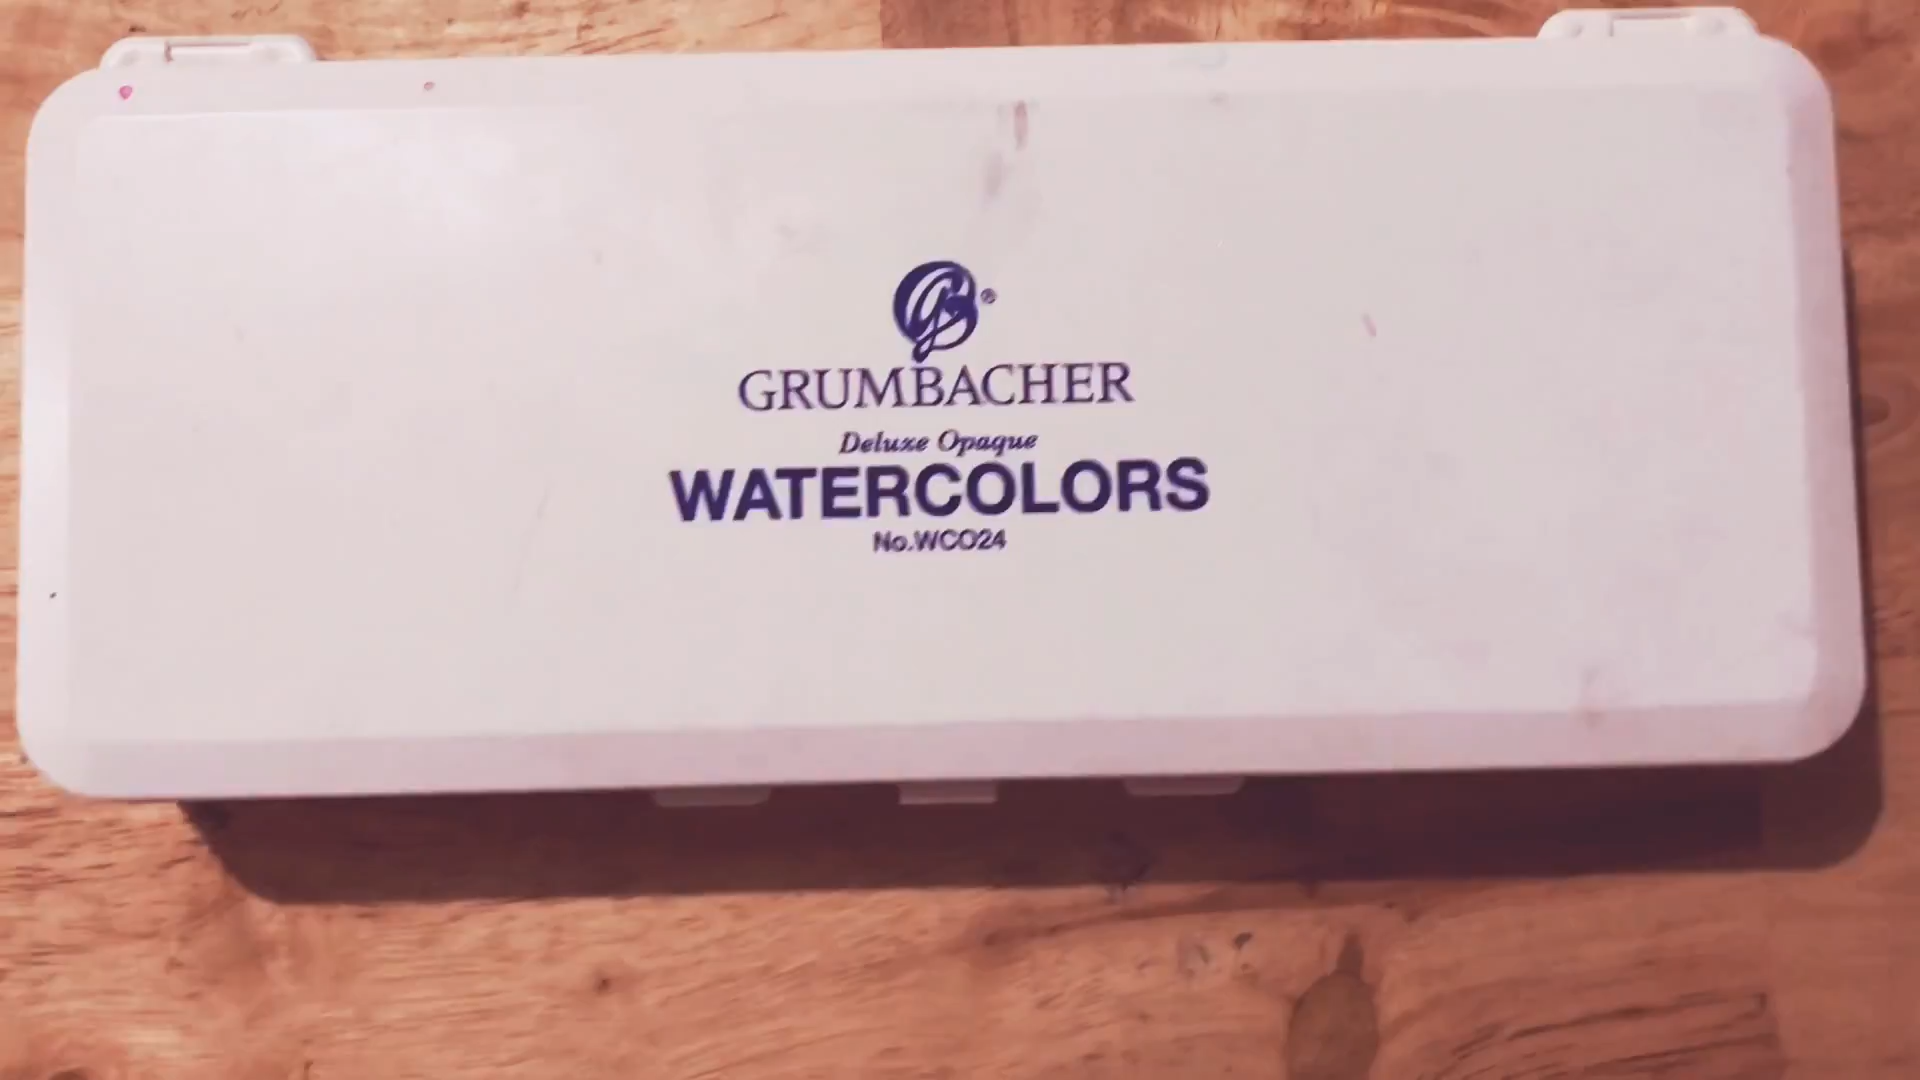 ®
GRUMBACHER
Deluxe Opaque
WATERCOLORS
No.WCO24